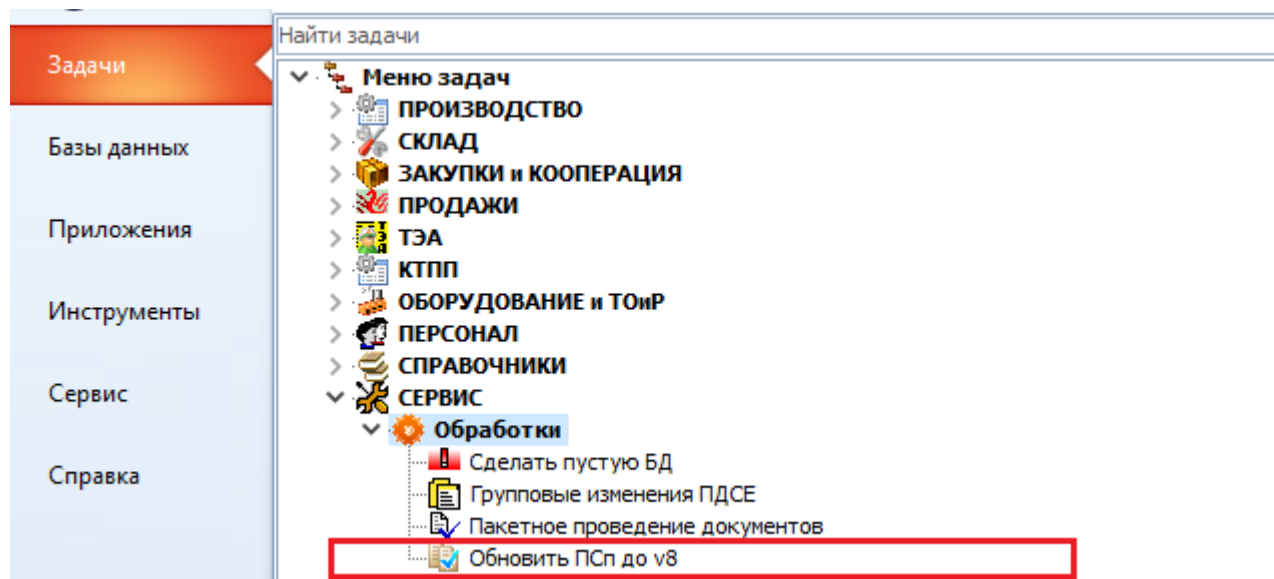 Найти задачи
Задачи
Базы данных
Приложения
Инструменты
Сервис
Справка
Меню задач
ПРОИЗВОДСТВО
СКЛАД
ЗАКУПКИ и КООПЕРАЦИЯ
ПРОДАЖИ
ТЭА
КТПП
ОБОРУДОВАНИЕ и ТОиР
ПЕРСОНАЛ
СПРАВОЧНИКИ
СЕРВИС
Обработки
Сделать пустую БД
Групповые изменения ПДСЕ
Пакетное проведение документов
Обновить ПСп до v8